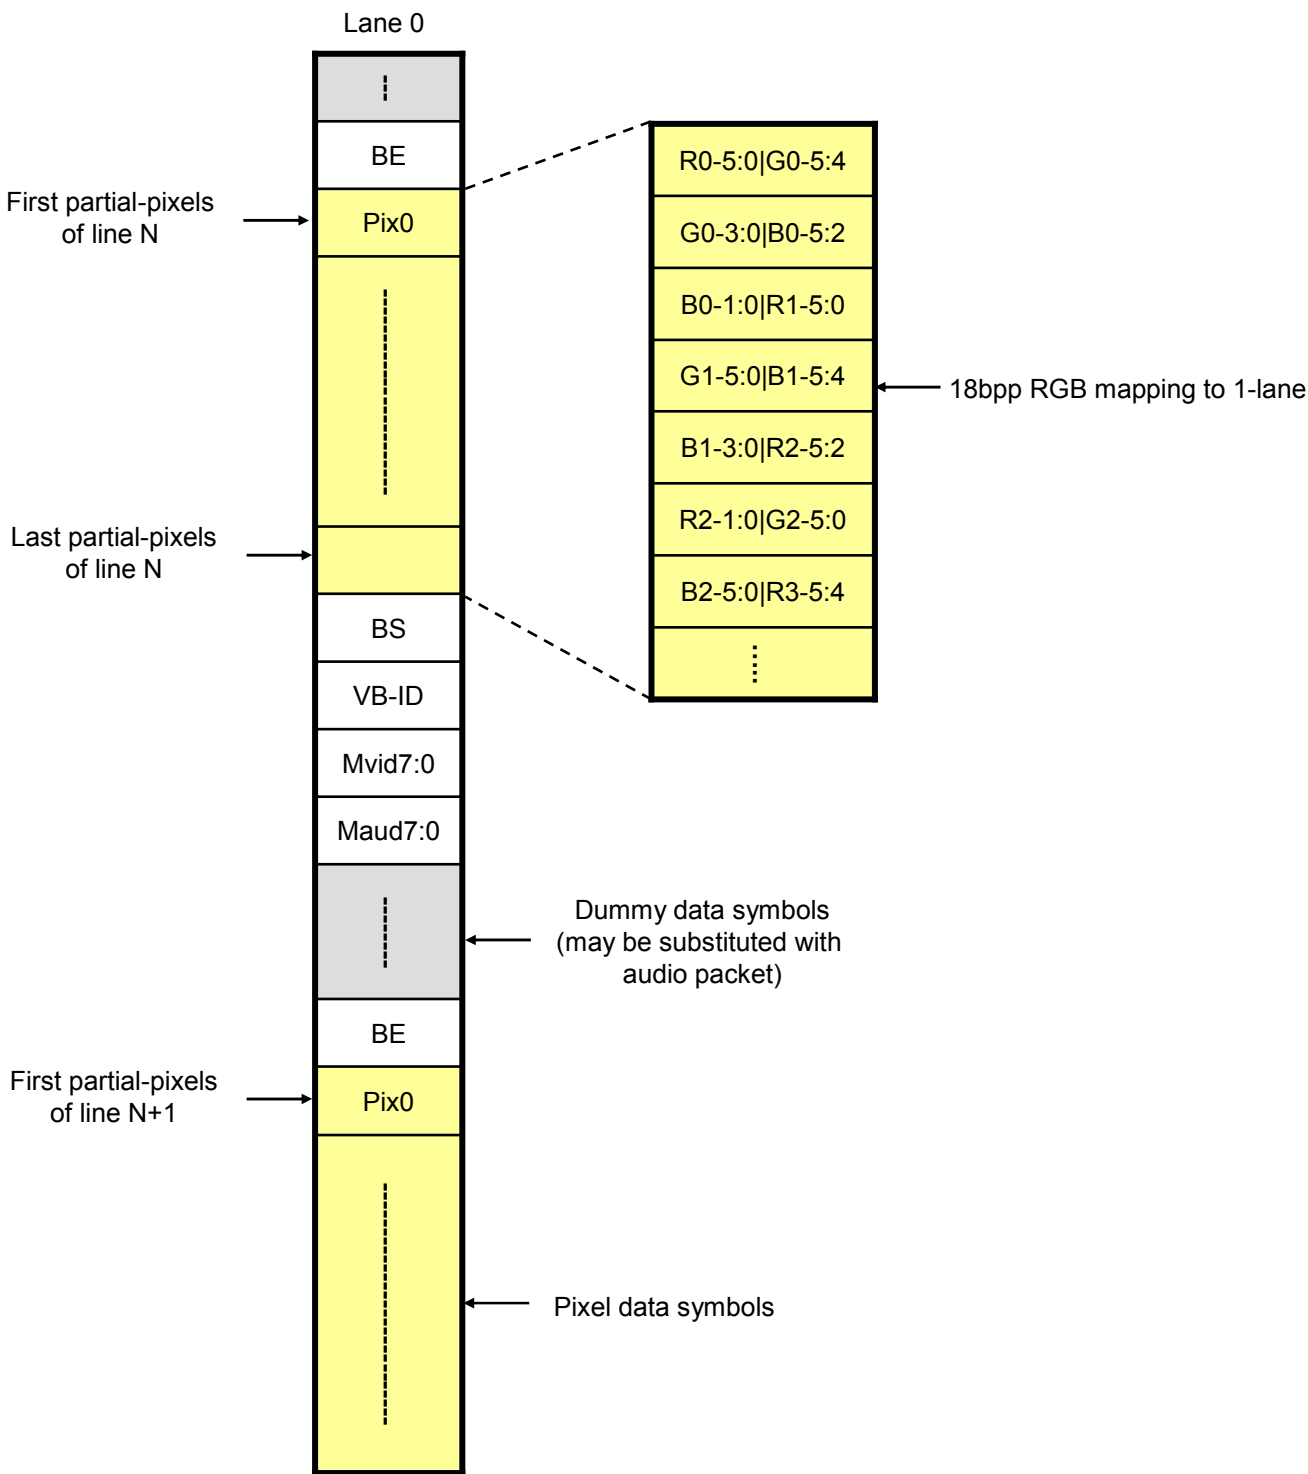 Lane 0
BE
First partial-pixels
of line N
Pix0
R0-5:0|G0-5:4
G0-3:0|B0-5:2
B0-1:0|R1-5:0
G1-5:0|B1-5:4
B1-3:0|R2-5:2
R2-1:0|G2-5:0
B2-5:0|R3-5:4
18bpp RGB mapping to 1-lane
Last partial-pixels
of line N
BS
VB-ID
Mvid7:0
Maud7:0
Dummy data symbols
(may be substituted with
audio packet)
BE
First partial-pixels
of line N+1
Pix0
Pixel data symbols